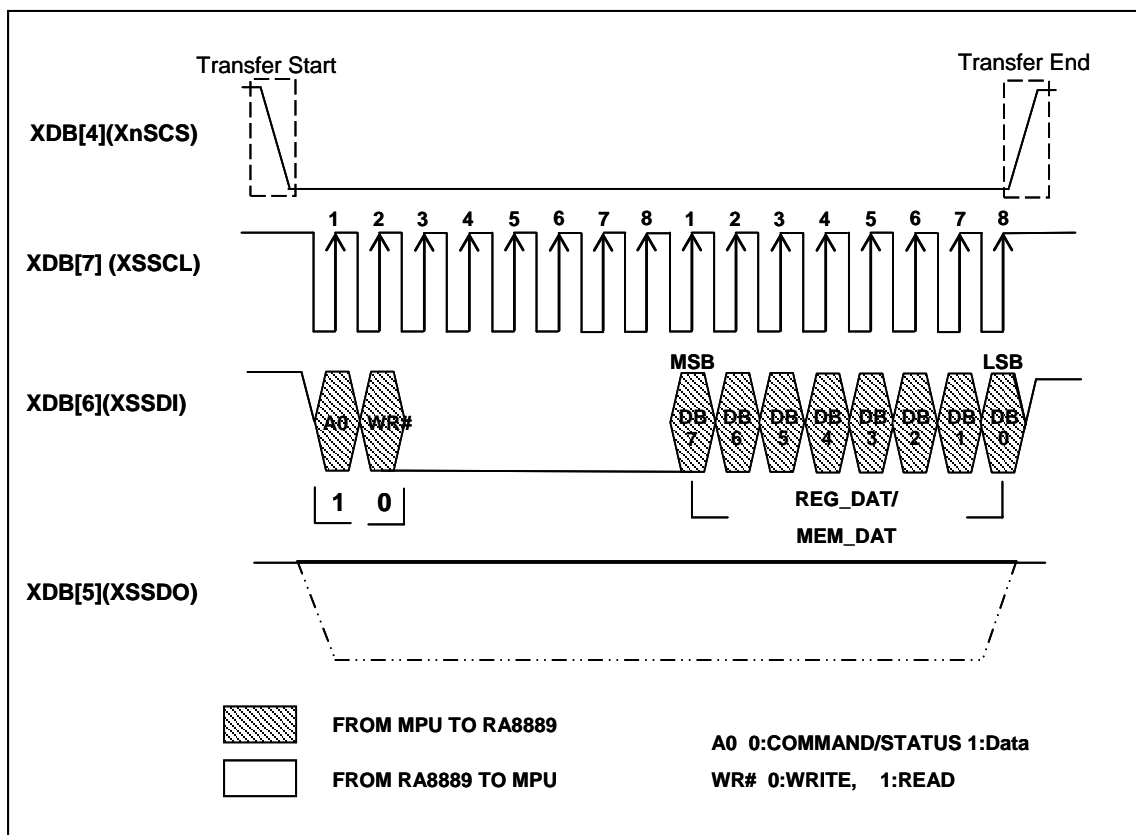 Transfer Start
Transfer End
XDB[4](XnSCS)
1 2 3 4 5 6 7 8 1 2 3 4 5 6 7 8
XDB[7] (XSSCL)
MSB
LSB
XDB[6](XSSDI)
A0 WR# DB 7 DB 6 DB 5 DB 4 DB 3 DB 2 DB 1 DB 0
1 0
REG_DAT/
MEM_DAT
XDB[5](XSSDO)
FROM MPU TO RA8889
A0 0:COMMAND/STATUS 1:Data
FROM RA8889 TO MPU
WR# 0:WRITE, 1:READ